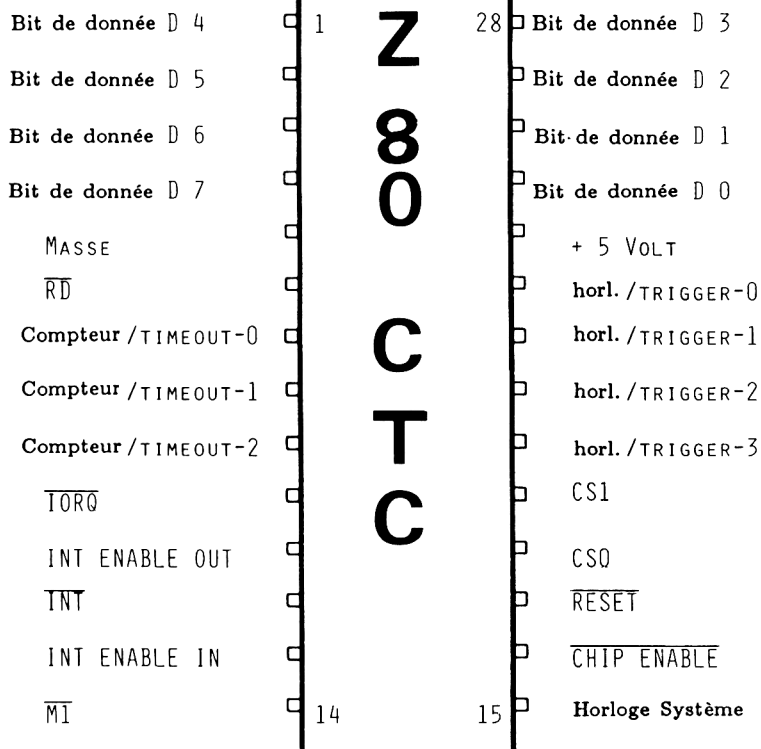 Bit de donnée D 4 1 Z 28 Bit de donnée D 3
Bit de donnée D 5 Bit de donnée D 2
Bit de donnée D 6 8 Bit de donnée D 1
Bit de donnée D 7 0 Bit de donnée D 0
MASSE + 5 VOLT
RD horl./TRIGGER-0
Compteur/TIMEOUT-0 C horl./TRIGGER-1
Compteur/TIMEOUT-1 horl./TRIGGER-2
Compteur/TIMEOUT-2 T horl./TRIGGER-3
IORQ C CS1
INT ENABLE OUT CS0
INT RESET
INT ENABLE IN CHIP ENABLE
M1 14 15 Horloge Système